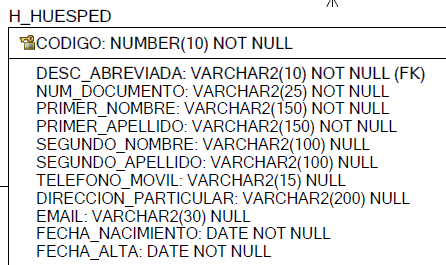 H_HUESPED
CODIGO: NUMBER(10) NOT NULL
DESC_ABREVIADA: VARCHAR2(10) NOT NULL (FK)
NUM_DOCUMENTO: VARCHAR2(25) NOT NULL
PRIMER_NOMBRE: VARCHAR2(150) NOT NULL
PRIMER_APELLIDO: VARCHAR2(150) NOT NULL
SEGUNDO_NOMBRE: VARCHAR2(100) NULL
SEGUNDO_APELLIDO: VARCHAR2(100) NULL
TELEFONO_MOVIL: VARCHAR2(15) NULL
DIRECCION_PARTICULAR: VARCHAR2(200) NULL
EMAIL: VARCHAR2(30) NULL
FECHA_NACIMIENTO: DATE NOT NULL
FECHA_ALTA: DATE NOT NULL